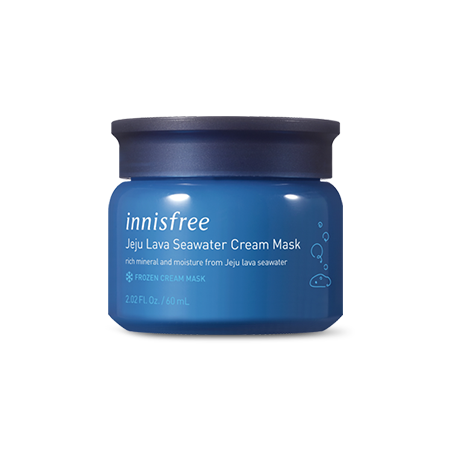 innisfree
Jeju Lava Seawater Cream Mask
rich mineral and moisture from Jeju lava seawater
FROZEN CREAM MASK
2.02 FL Oz. / 60 mL